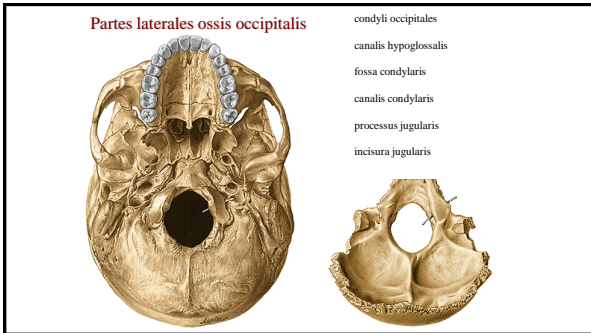 Partes laterales ossis occipitalis
condyli occipitales
canalis hypoglossalis
fossa condylaris
canalis condylaris
processus jugularis
incisura jugularis